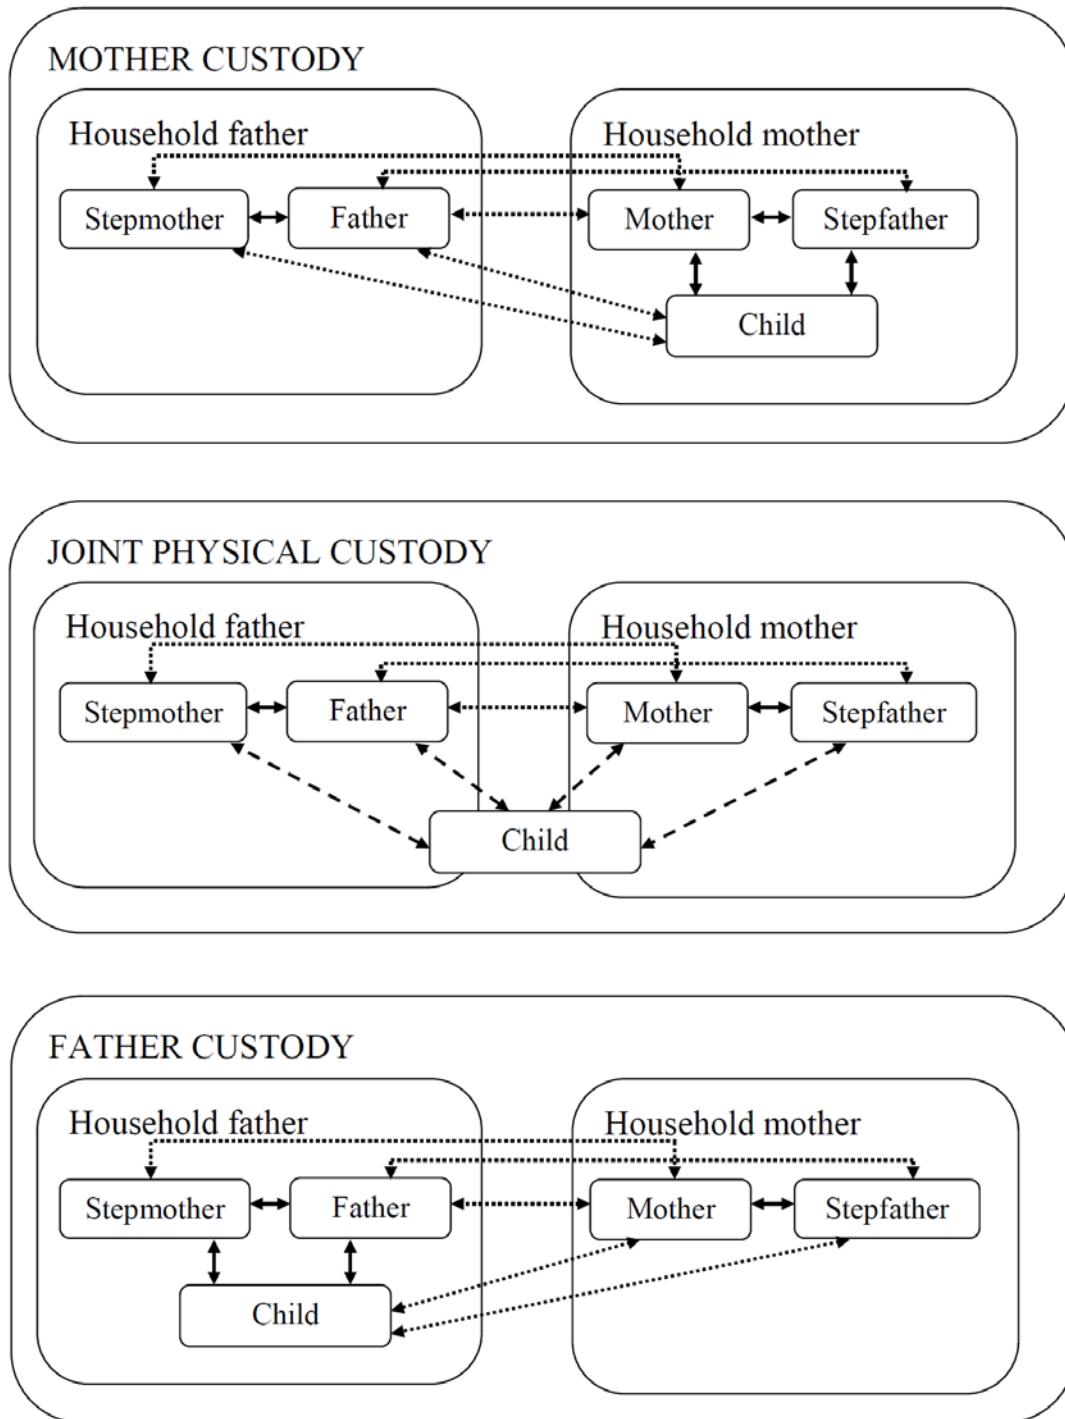 MOTHER CUSTODY
Household father
Household mother
Stepmother
Father
Mother
Stepfather
Child
JOINT PHYSICAL CUSTODY
Household father
Household mother
Stepmother
Father
Mother
Stepfather
Child
FATHER CUSTODY
Household father
Household mother
Stepmother
Father
Mother
Stepfather
Child